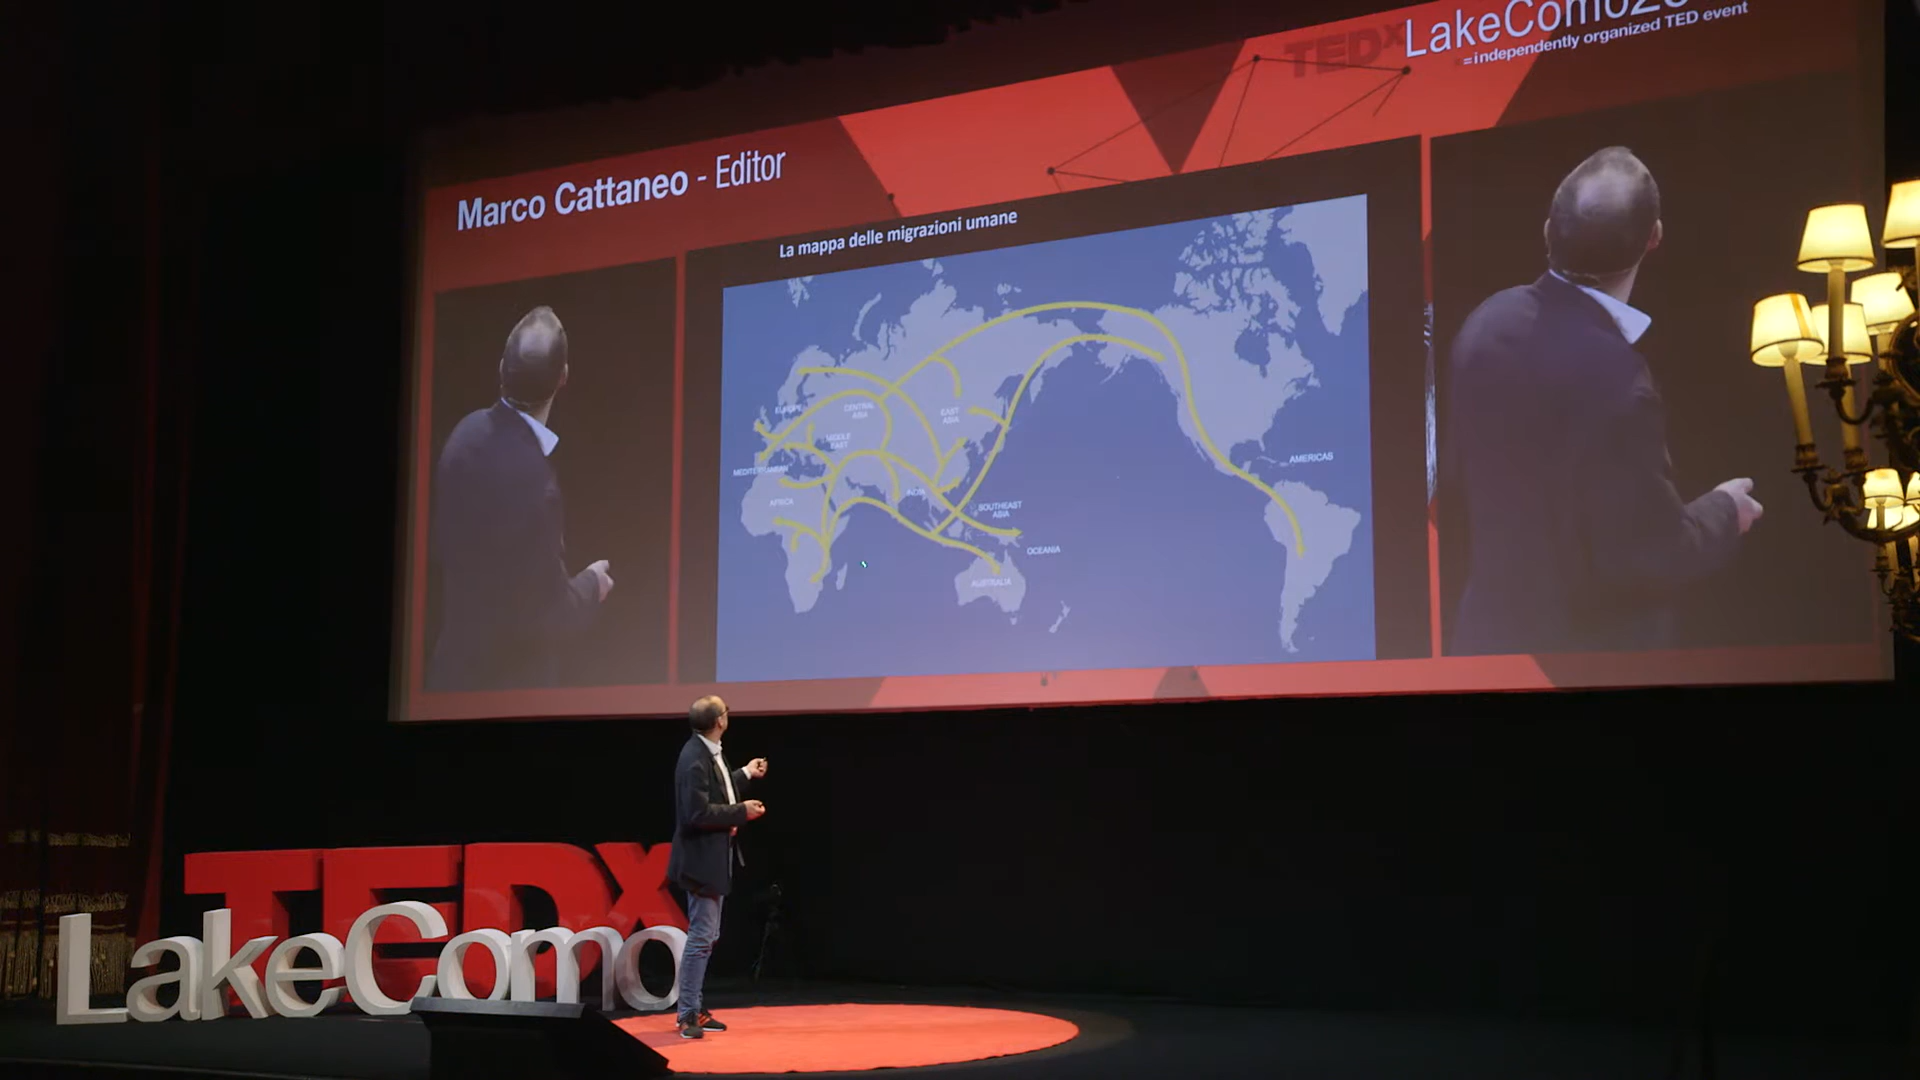 TEDx
LakeComo
=independently organized TED event
Marco Cattaneo - Editor
La mappa delle migrazioni umane
EUROPE
CENTRAL
ASIA
EAST
ASIA
MIDDLE
EAST
MEDITERRANEAN
AFRICA
INDIA
SOUTHEAST
ASIA
OCEANIA
AUSTRALIA
AMERICAS
TEDx
LakeComo